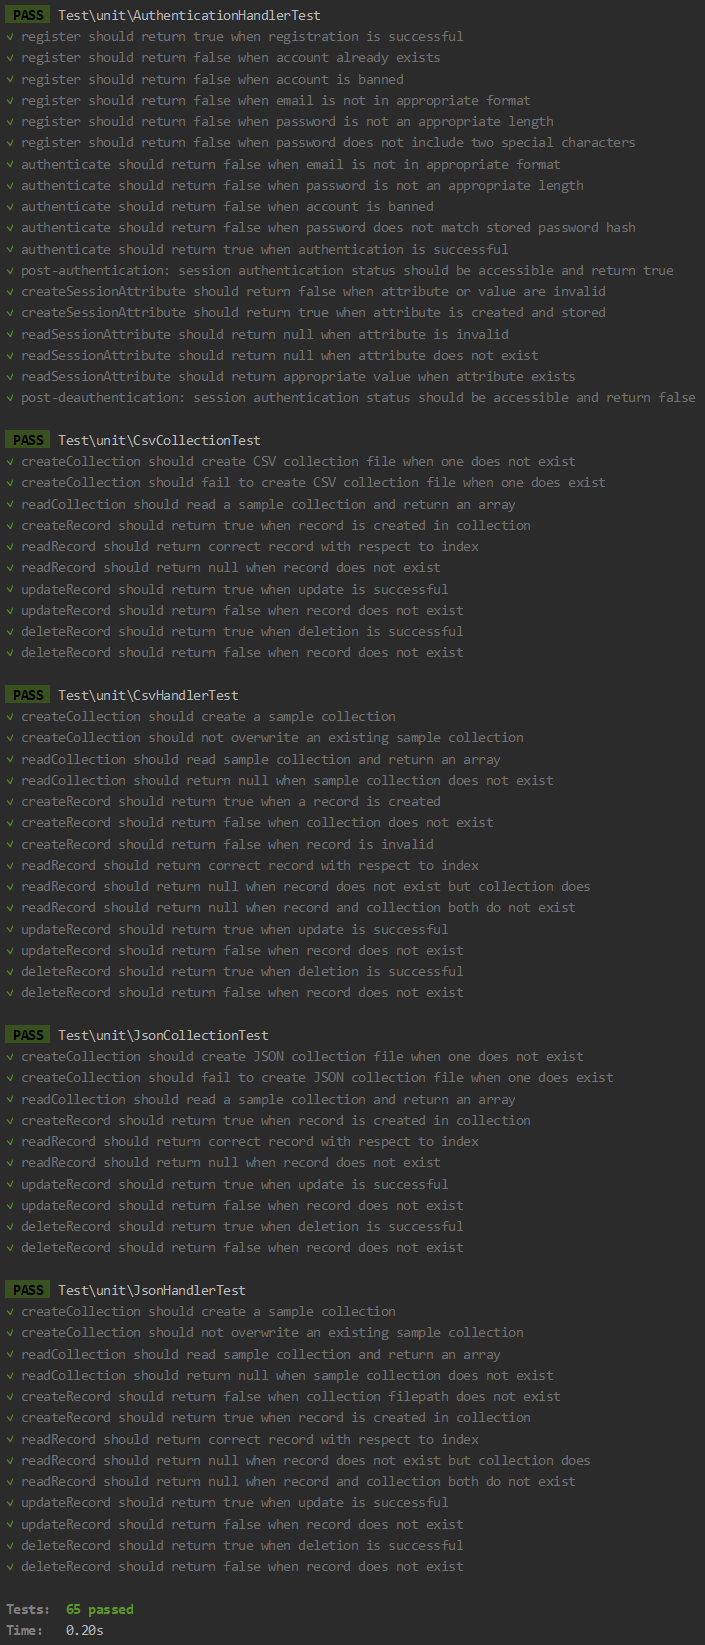 PASS Test\unit\AuthenticationHandlerTest
✓ register should return true when registration is successful
✓ register should return false when account already exists
✓ register should return false when account is banned
✓ register should return false when email is not in appropriate format
✓ register should return false when password is not an appropriate length
✓ register should return false when password does not include two special characters
✓ authenticate should return false when email is not in appropriate format
✓ authenticate should return false when password is not an appropriate length
✓ authenticate should return false when account is banned
✓ authenticate should return false when password does not match stored password hash
✓ authenticate should return true when authentication is successful
✓ post-authentication: session authentication status should be accessible and return true
✓ createSessionAttribute should return false when attribute or value are invalid
✓ createSessionAttribute should return true when attribute is created and stored
✓ readSessionAttribute should return null when attribute is invalid
✓ readSessionAttribute should return null when attribute does not exist
✓ readSessionAttribute should return appropriate value when attribute exists
✓ post-deauthentication: session authentication status should be accessible and return false
PASS Test\unit\CsvCollectionTest
✓ createCollection should create CSV collection file when one does not exist
✓ createCollection should fail to create CSV collection file when one does exist
✓ readCollection should read a sample collection and return an array
✓ createRecord should return true when record is created in collection
✓ readRecord should return correct record with respect to index
✓ readRecord should return null when record does not exist
✓ updateRecord should return true when update is successful
✓ updateRecord should return false when record does not exist
✓ deleteRecord should return true when deletion is successful
✓ deleteRecord should return false when record does not exist
PASS Test\unit\CsvHandlerTest
✓ createCollection should create a sample collection
✓ createCollection should not overwrite an existing sample collection
✓ readCollection should read sample collection and return an array
✓ readCollection should return null when sample collection does not exist
✓ createRecord should return true when a record is created
✓ createRecord should return false when collection does not exist
✓ createRecord should return false when record is invalid
✓ readRecord should return correct record with respect to index
✓ readRecord should return null when record does not exist but collection does
✓ readRecord should return null when record and collection both do not exist
✓ updateRecord should return true when update is successful
✓ updateRecord should return false when record does not exist
✓ deleteRecord should return true when deletion is successful
✓ deleteRecord should return false when record does not exist
PASS Test\unit\JsonCollectionTest
✓ createCollection should create JSON collection file when one does not exist
✓ createCollection should fail to create JSON collection file when one does exist
✓ readCollection should read a sample collection and return an array
✓ createRecord should return true when record is created in collection
✓ readRecord should return correct record with respect to index
✓ readRecord should return null when record does not exist
✓ updateRecord should return true when update is successful
✓ updateRecord should return false when record does not exist
✓ deleteRecord should return true when deletion is successful
✓ deleteRecord should return false when record does not exist
PASS Test\unit\JsonHandlerTest
✓ createCollection should create a sample collection
✓ createCollection should not overwrite an existing sample collection
✓ readCollection should read sample collection and return an array
✓ readCollection should return null when sample collection does not exist
✓ createRecord should return false when collection filepath does not exist
✓ createRecord should return true when record is created in collection
✓ readRecord should return correct record with respect to index
✓ readRecord should return null when record does not exist but collection does
✓ readRecord should return null when record and collection both do not exist
✓ updateRecord should return true when update is successful
✓ updateRecord should return false when record does not exist
✓ deleteRecord should return true when deletion is successful
✓ deleteRecord should return false when record does not exist
Tests: 65 passed
Time: 0.20s